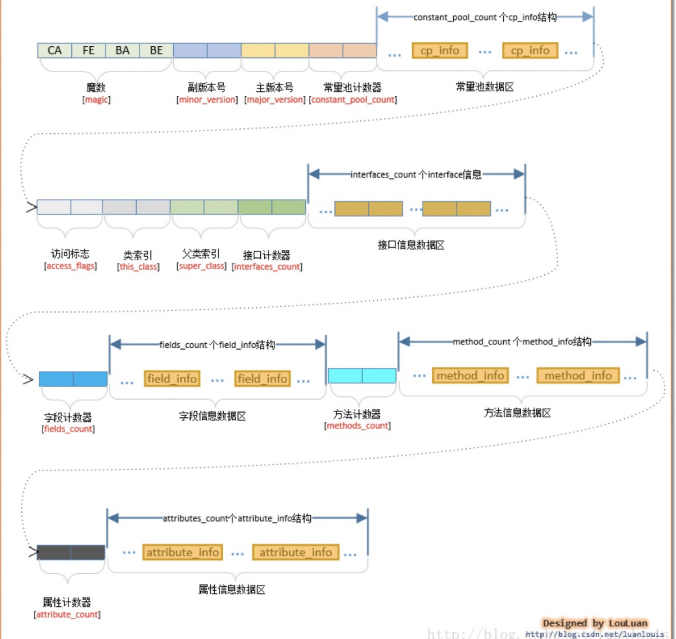 constant_pool_count 个cp_info结构
CA FE BA BE ... cp_info ... cp_info ...
魔数 副版本号 主版本号 常量池计数器 常量池数据区
[magic] [minor_version] [major_version] [constant_pool_count]
interfaces_count 个interface信息
... ... ...
访问标志 类索引 父类索引 接口计数器 接口信息数据区
[access_flags] [this_class] [super_class] [interfaces_count]
fields_count 个field_info结构 method_count 个method_info结构
... field_info ... field_info ... ... method_info ... method_info ...
字段计数器 字段信息数据区 方法计数器 方法信息数据区
[fields_count] [methods_count]
attributes_count个attribute_info结构
... attribute_info ... attribute_info ...
属性计数器 属性信息数据区
[attribute_count]
Designed by LouLuan
http://blog.csdn.net/luanlouis
http://blog.